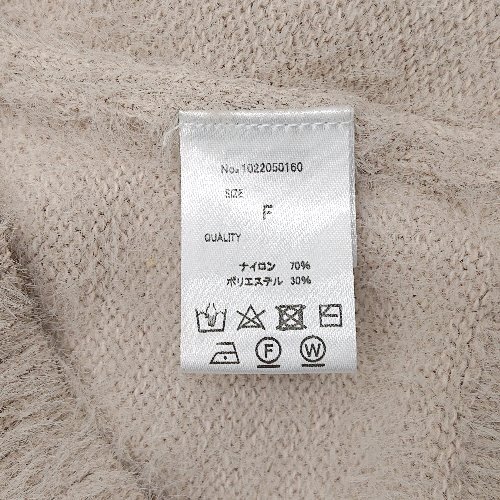 No. 1022050160
SIZE
F
QUALITY
ナイロン 70%
ポリエステル 30%
F W